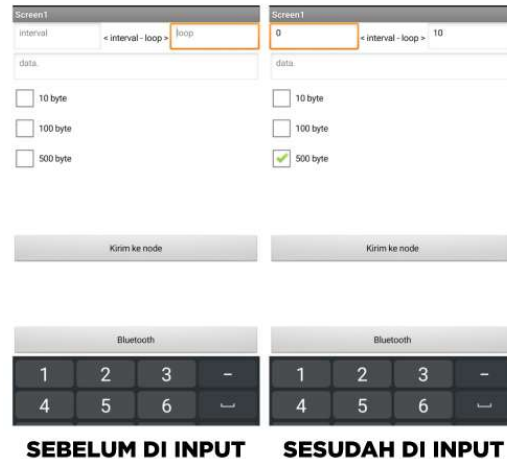 Screen1
interval < interval - loop > loop
data.
10 byte
100 byte
500 byte
Kirim ke node
Bluetooth
1 2 3 -
4 5 6
SEBELUM DI INPUT
Screen1
0 < interval - loop > 10
data.
10 byte
100 byte
500 byte
Kirim ke node
Bluetooth
1 2 3 -
4 5 6
SESUDAH DI INPUT